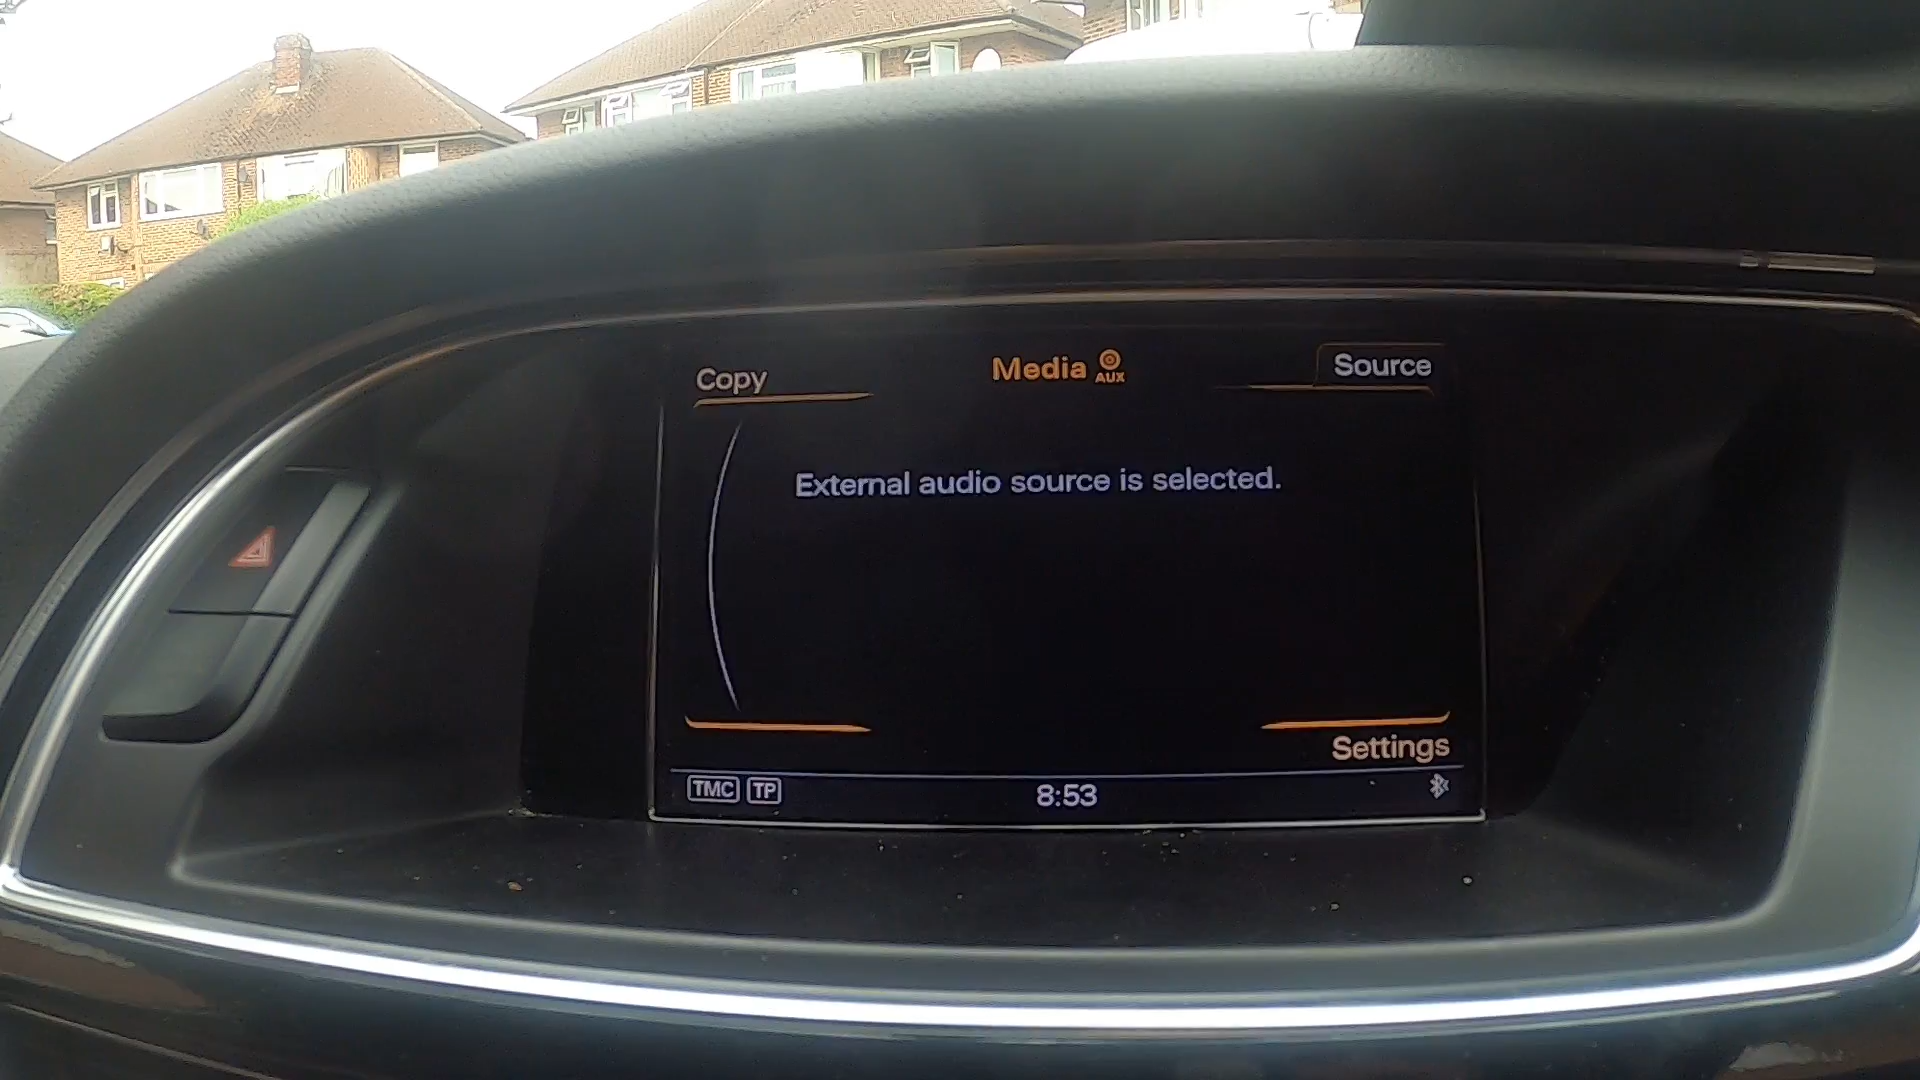 Copy
Media AUX
Source
External audio source is selected.
Settings
TMC TP
8:53